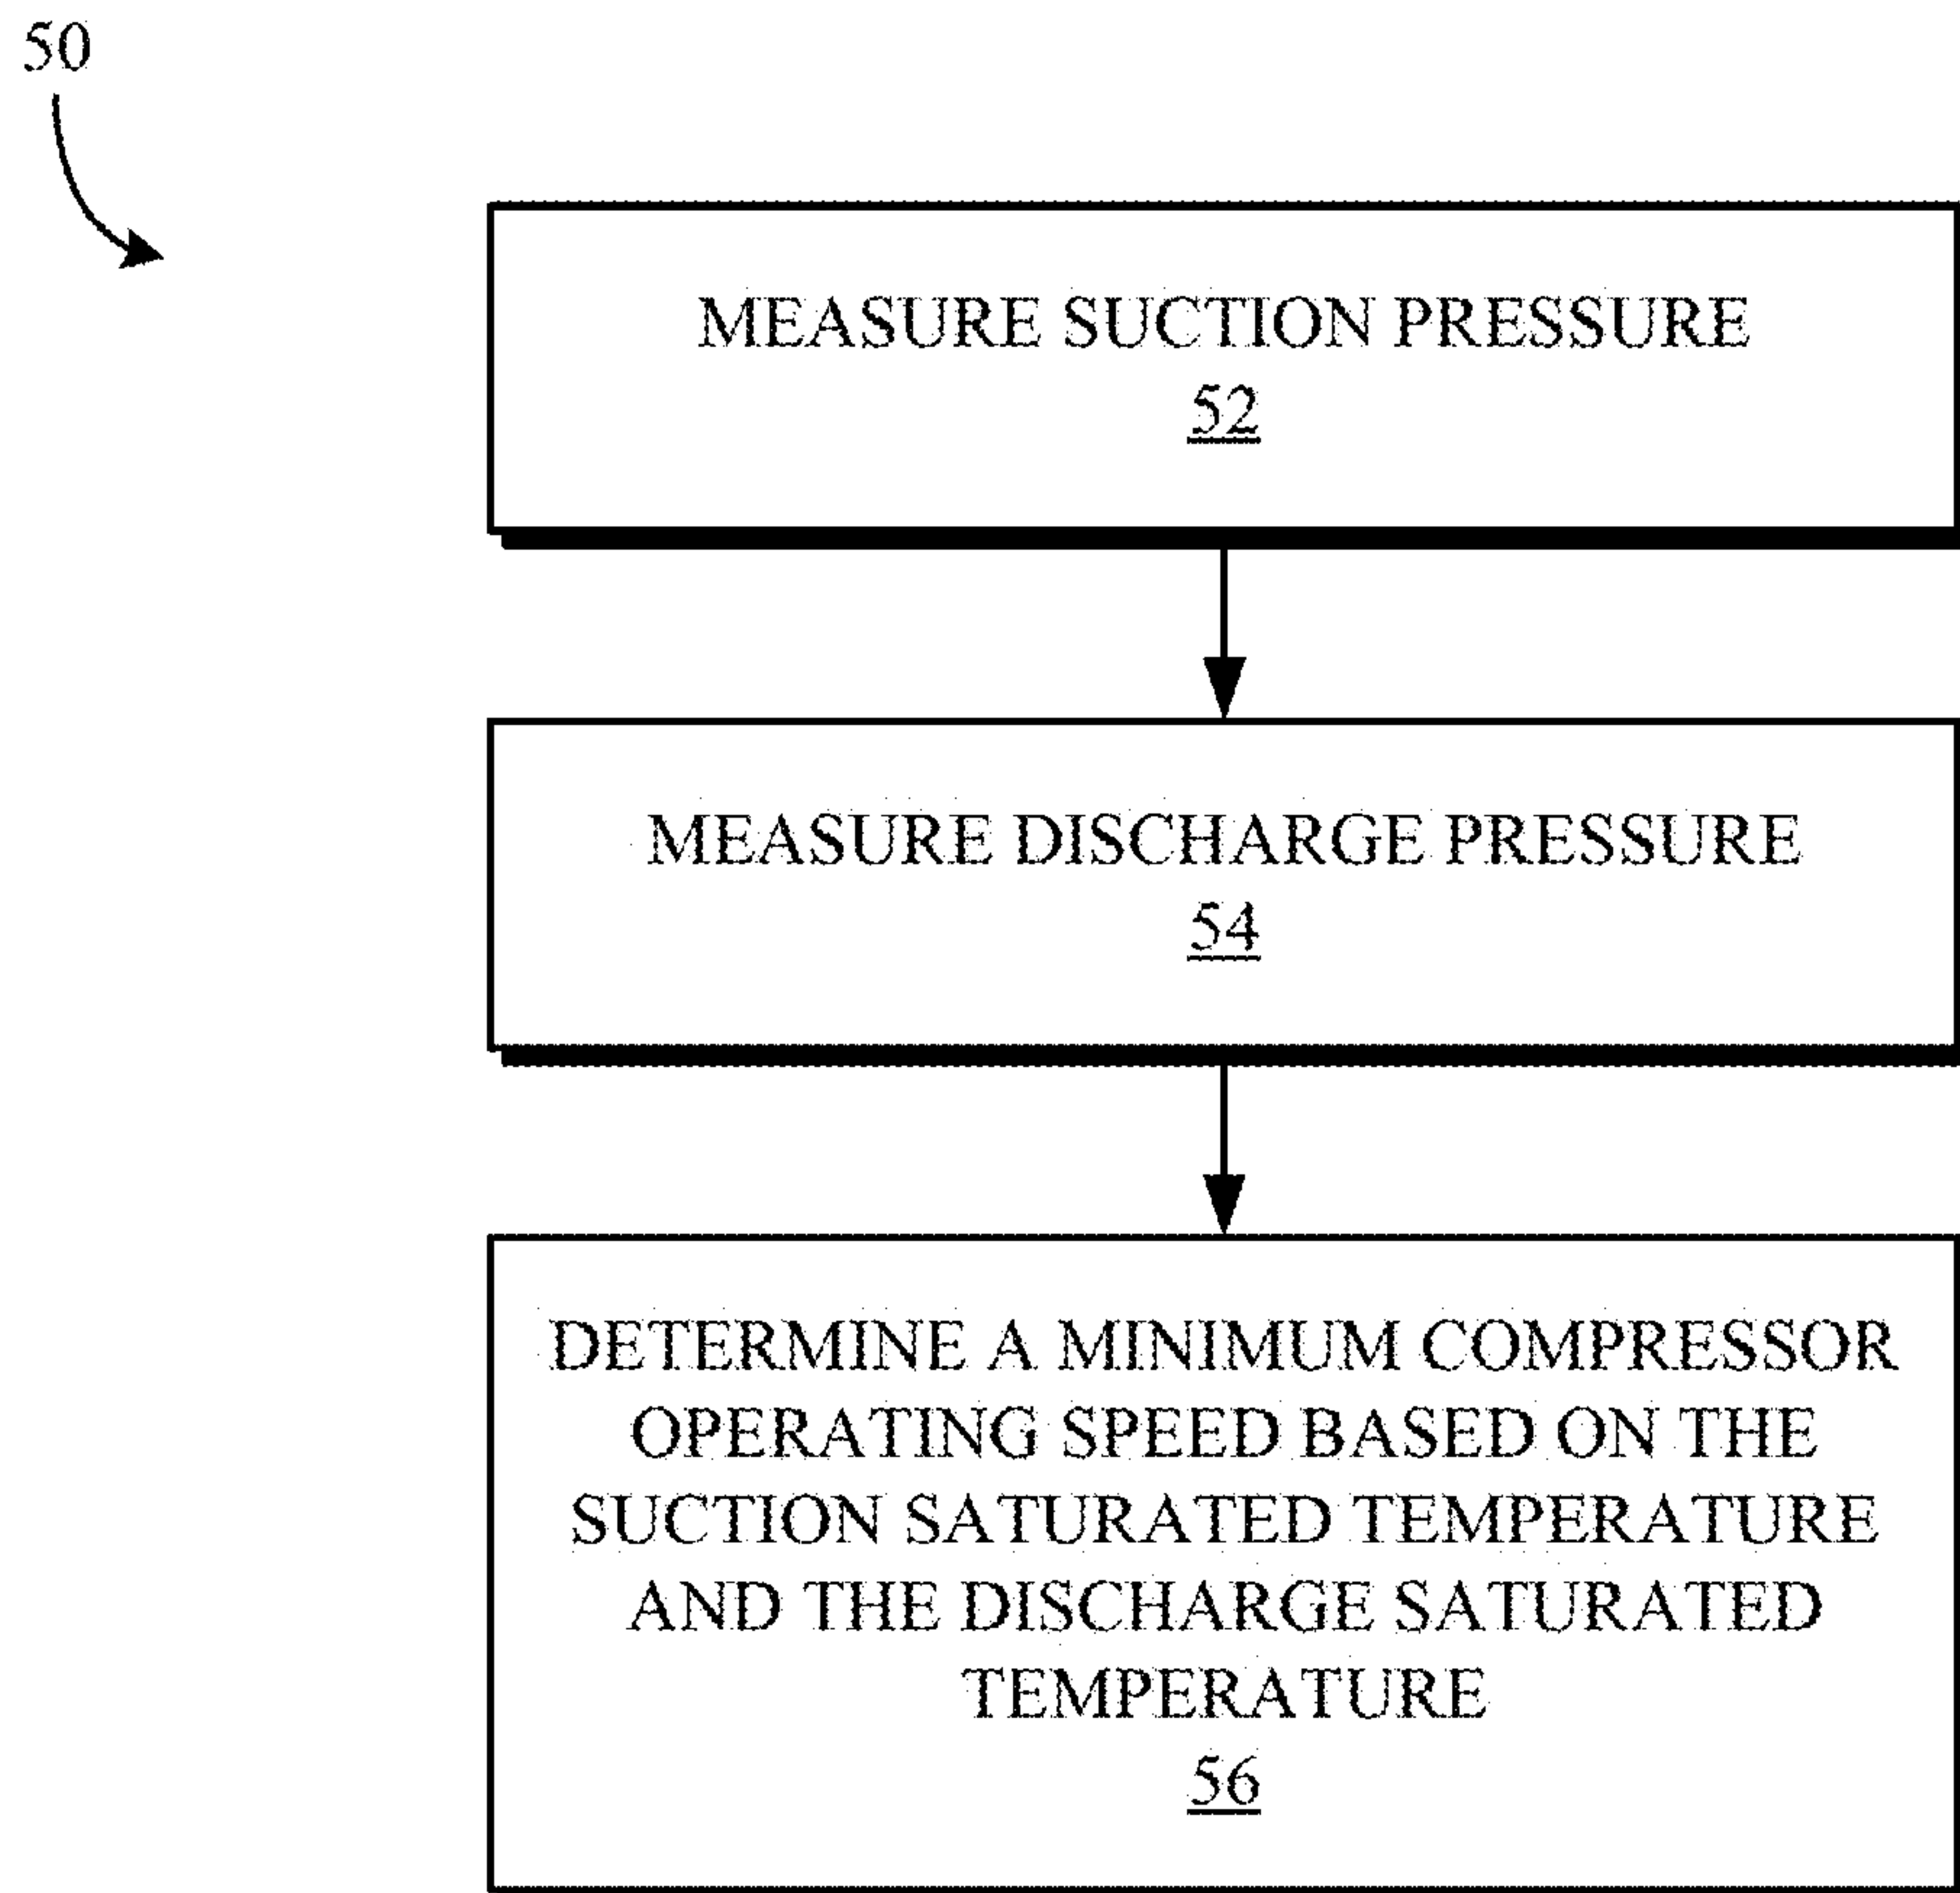 50
MEASURE SUCTION PRESSURE
52
MEASURE DISCHARGE PRESSURE
54
DETERMINE A MINIMUM COMPRESSOR
OPERATING SPEED BASED ON THE
SUCTION SATURATED TEMPERATURE
AND THE DISCHARGE SATURATED
TEMPERATURE
56